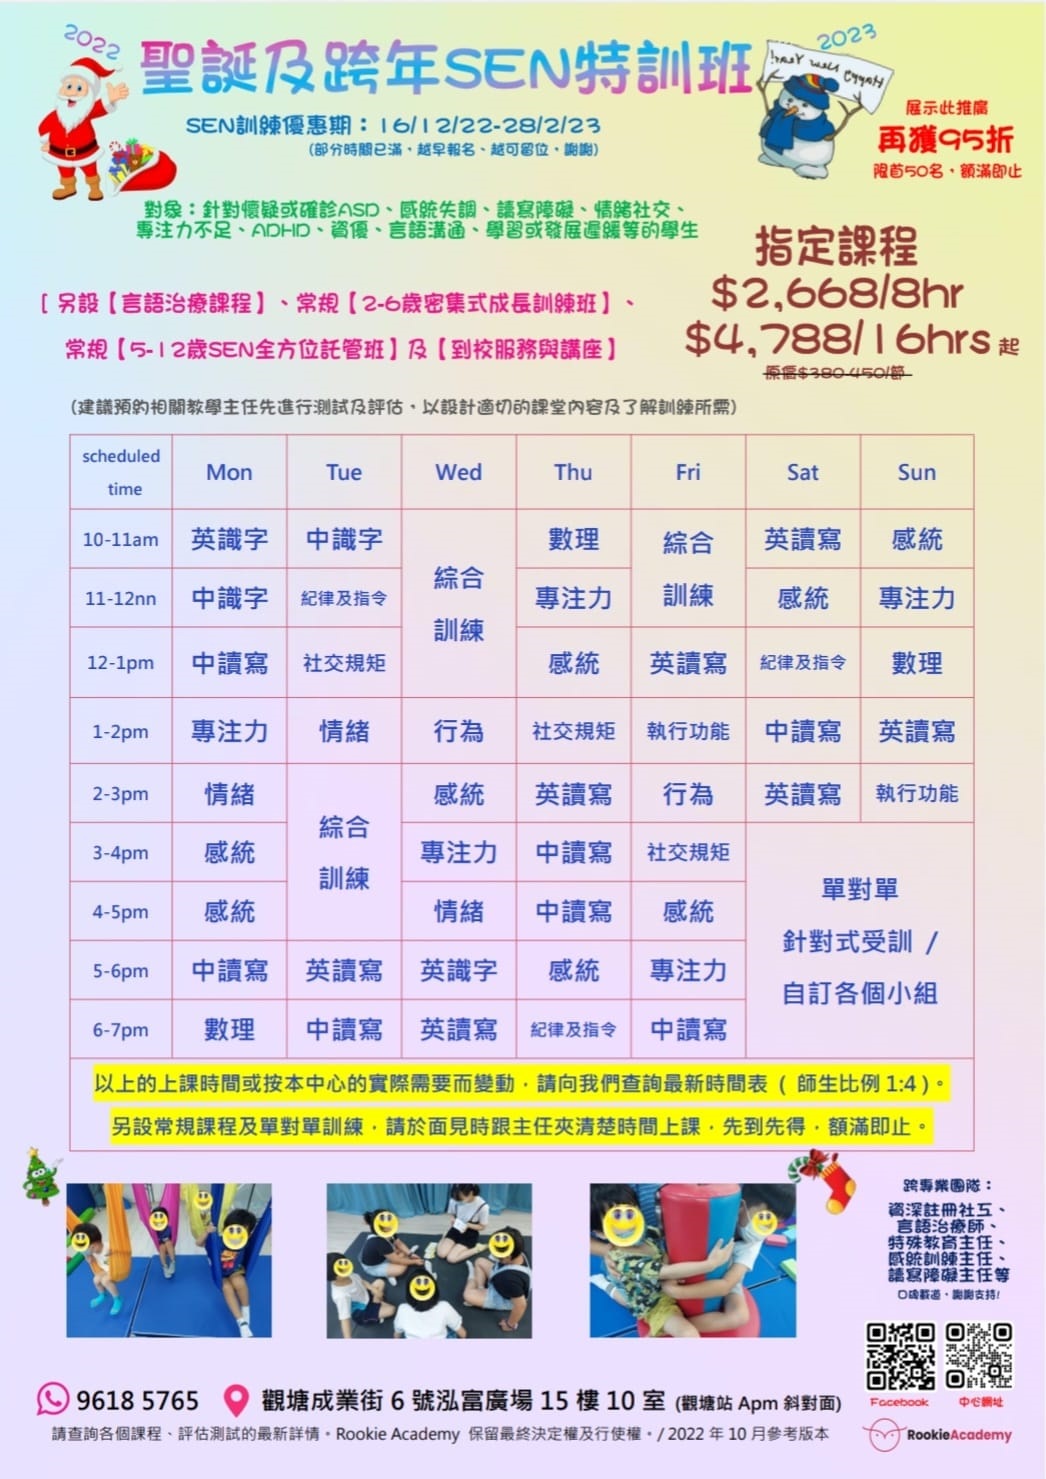 2022
2023
聖誕及跨年SEN特訓班
Happy New Year!
SEN訓練優惠期：16/12/22-28/2/23
(部分時間已滿，越早報名、越可留位，謝謝)
展示此推廣
再獲95折
限首50名，額滿即止
對象：針對懷疑或確診ASD、感統失調、讀寫障礙、情緒社交、
專注力不足、ADHD、資優、言語溝通、學習或發展遲緩等的學生
指定課程
$2,668/8hr
$4,788/16hrs 起
原價$380-450/節
[ 另設【言語治療課程】、常規【2-6歲密集式成長訓練班】、
常規【5-12歲SEN全方位託管班】及【到校服務與講座】
(建議預約相關教學主任先進行測試及評估，以設計適切的課堂內容及了解訓練所需)
scheduled time Mon Tue Wed Thu Fri Sat Sun
10-11am 英識字 中識字 綜合訓練 數理 綜合訓練 英讀寫 感統
11-12nn 中識字 紀律及指令 專注力 感統 專注力
12-1pm 中讀寫 社交規矩 感統 英讀寫 紀律及指令 數理
1-2pm 專注力 情緒 行為 社交規矩 執行功能 中讀寫 英讀寫
2-3pm 情緒 綜合訓練 感統 英讀寫 行為 英讀寫 執行功能
3-4pm 感統 專注力 中讀寫 社交規矩 單對單
4-5pm 感統 情緒 中讀寫 感統 針對式受訓 /
5-6pm 中讀寫 英讀寫 英識字 感統 專注力 自訂各個小組
6-7pm 數理 中讀寫 英讀寫 紀律及指令 中讀寫
以上的上課時間或按本中心的實際需要而變動，請向我們查詢最新時間表 ( 師生比例 1:4 )。
另設常規課程及單對單訓練，請於面見時跟主任夾清楚時間上課，先到先得，額滿即止。
跨專業團隊：
資深註冊社工、
言語治療師、
特殊教育主任、
感統訓練主任、
讀寫障礙主任等
口碑載道，謝謝支持!
Facebook
中心網址
9618 5765
觀塘成業街 6 號泓富廣場 15 樓 10 室 (觀塘站 Apm 斜對面)
請查詢各個課程、評估測試的最新詳情。Rookie Academy 保留最終決定權及行使權。/ 2022 年 10 月參考版本
RookieAcademy